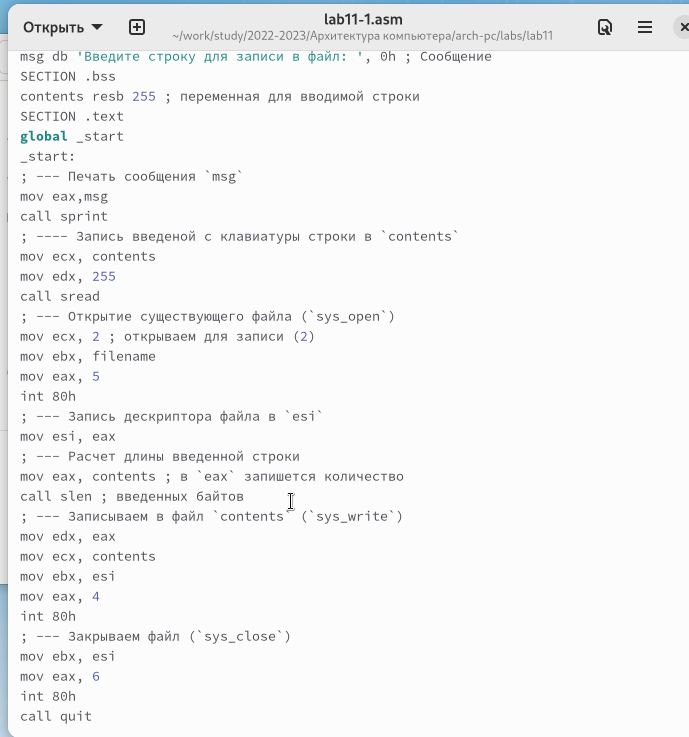 Открыть
lab11-1.asm
~/work/study/2022-2023/Архитектура компьютера/arch-pc/labs/lab11
msg db 'Введите строку для записи в файл: ', 0h ; Сообщение
SECTION .bss
contents resb 255 ; переменная для вводимой строки
SECTION .text
global _start
_start:
; --- Печать сообщения `msg`
mov eax,msg
call sprint
; ---- Запись введеной с клавиатуры строки в `contents`
mov ecx, contents
mov edx, 255
call sread
; --- Открытие существующего файла (`sys_open`)
mov ecx, 2 ; открываем для записи (2)
mov ebx, filename
mov eax, 5
int 80h
; --- Запись дескриптора файла в `esi`
mov esi, eax
; --- Расчет длины введенной строки
mov eax, contents ; в `eax` запишется количество
call slen ; введенных байтов
; --- Записываем в файл `contents` (`sys_write`)
mov edx, eax
mov ecx, contents
mov ebx, esi
mov eax, 4
int 80h
; --- Закрываем файл (`sys_close`)
mov ebx, esi
mov eax, 6
int 80h
call quit